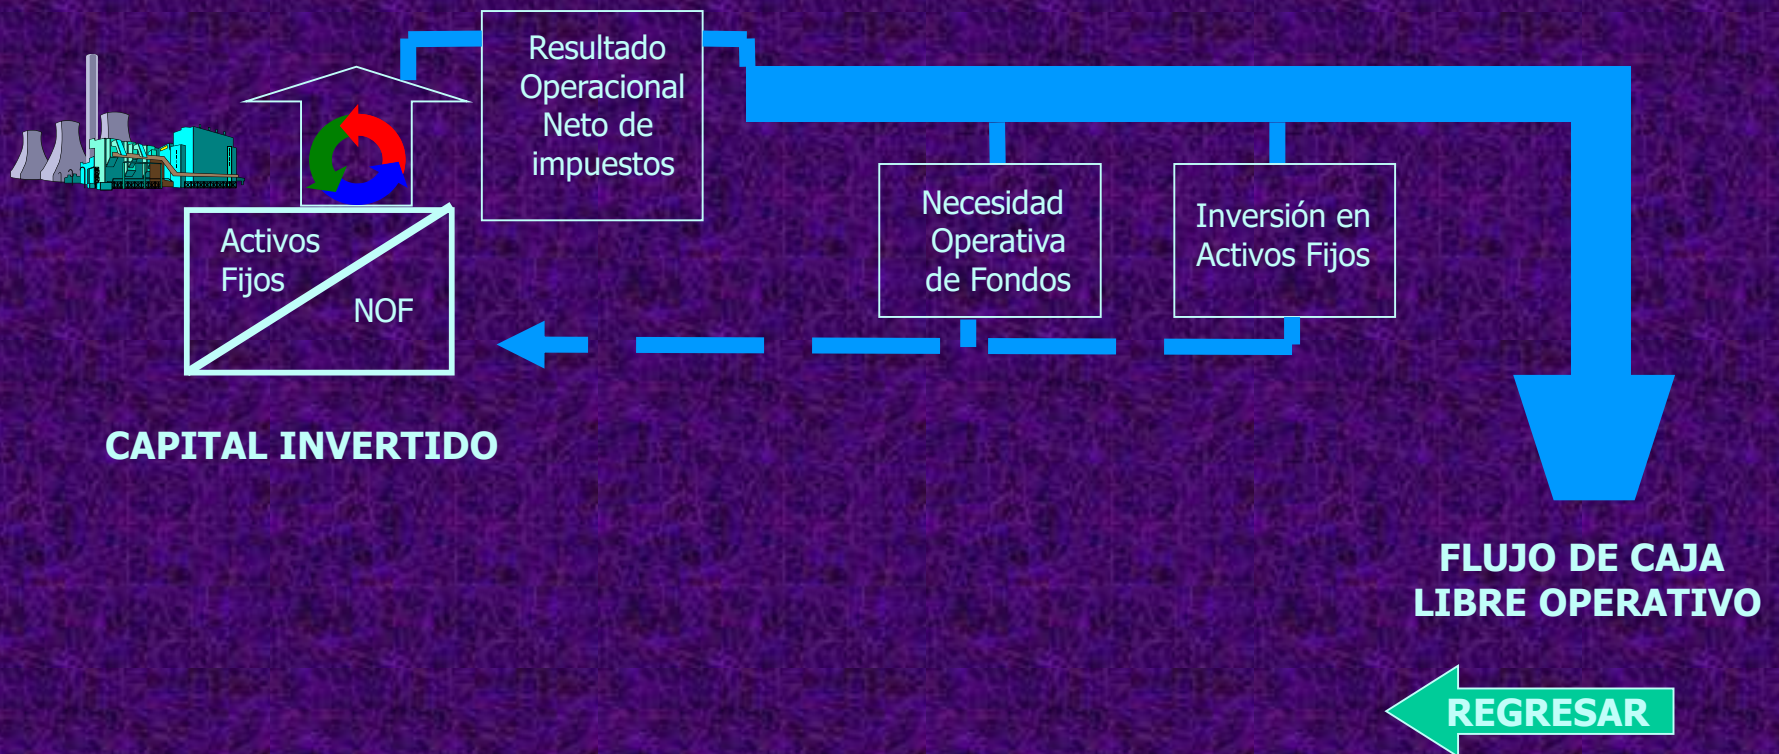 Resultado
Operacional
Neto de
impuestos
Activos
Fijos
NOF
Necesidad
Operativa
de Fondos
Inversión en
Activos Fijos
CAPITAL INVERTIDO
FLUJO DE CAJA
LIBRE OPERATIVO
REGRESAR